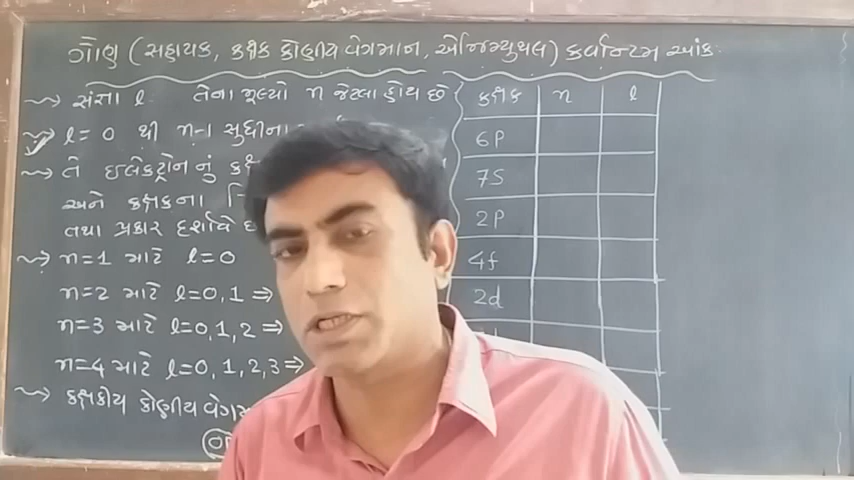 ગૌણ (સહાયક, કક્ષક કોણીય વેગમાન, એજિમ્યુથલ) કવૉન્ટમ આંક
સંજ્ઞા l તેના મૂલ્યો n જેટલા હોય છે
l = 0 થી n-1 સુધીના
તે ઇલેક્ટ્રોન નું
અને કક્ષકના
તથા પ્રકાર દર્શાવે છે
n=1 માટે l=0
n=2 માટે l=0,1 ⇒
n=3 માટે l=0,1,2 ⇒
n=4 માટે l=0,1,2,3 ⇒
કક્ષકીય કોણીય
કક્ષક n l
6P
7S
2P
4f
2d